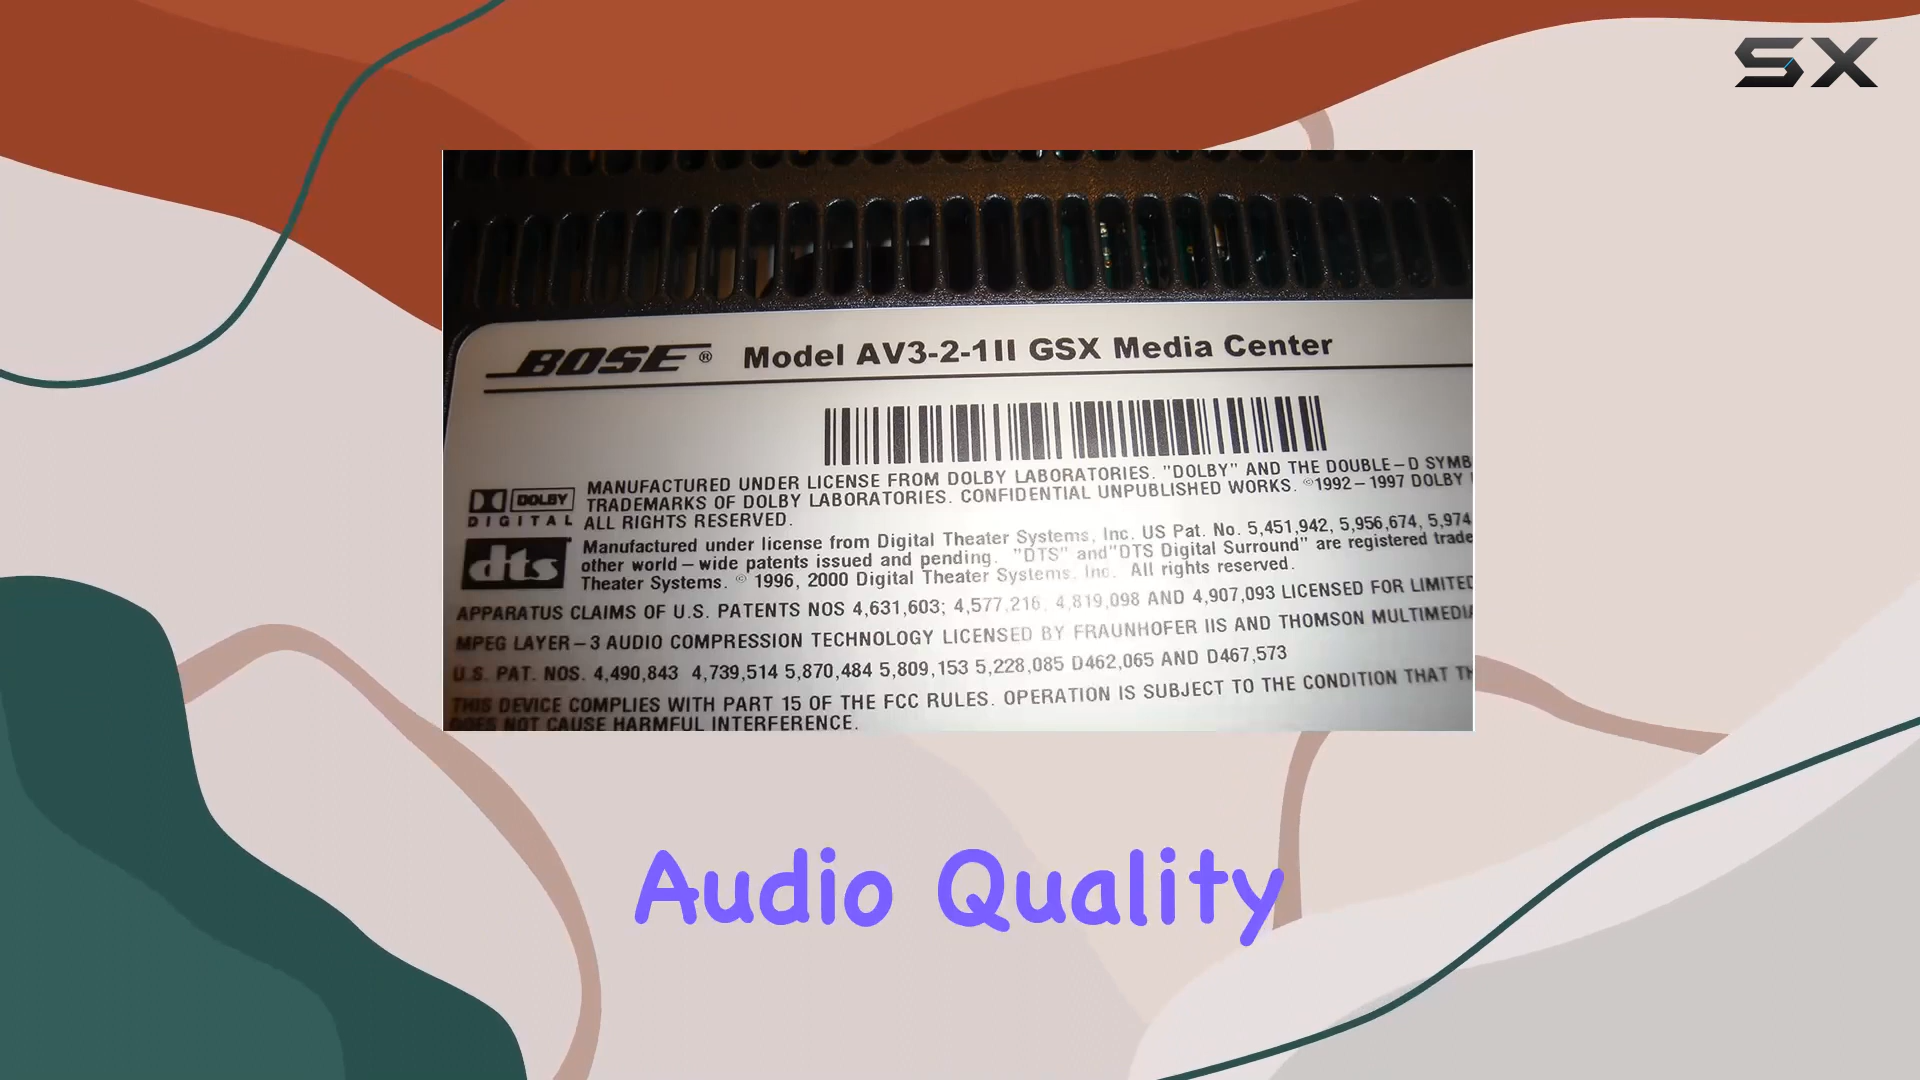 SX
BOSE® Model AV3-2-1II GSX Media Center
MANUFACTURED UNDER LICENSE FROM DOLBY LABORATORIES. "DOLBY" AND THE DOUBLE–D SYMB
TRADEMARKS OF DOLBY LABORATORIES. CONFIDENTIAL UNPUBLISHED WORKS. ©1992–1997 DOLBY
ALL RIGHTS RESERVED.
DOLBY
DIGITAL
dts
Manufactured under license from Digital Theater Systems, Inc. US Pat. No. 5,451,942, 5,956,674, 5,974
other world–wide patents issued and pending. "DTS" and"DTS Digital Surround" are registered trade
Theater Systems. © 1996, 2000 Digital Theater Systems, Inc. All rights reserved.
APPARATUS CLAIMS OF U.S. PATENTS NOS 4,631,603; 4,577,216, 4,819,098 AND 4,907,093 LICENSED FOR LIMITED
MPEG LAYER–3 AUDIO COMPRESSION TECHNOLOGY LICENSED BY FRAUNHOFER IIS AND THOMSON MULTIMEDIA
U.S. PAT. NOS. 4,490,843 4,739,514 5,870,484 5,809,153 5,228,085 D462,065 AND D467,573
THIS DEVICE COMPLIES WITH PART 15 OF THE FCC RULES. OPERATION IS SUBJECT TO THE CONDITION THAT TH
DOES NOT CAUSE HARMFUL INTERFERENCE.
Audio Quality